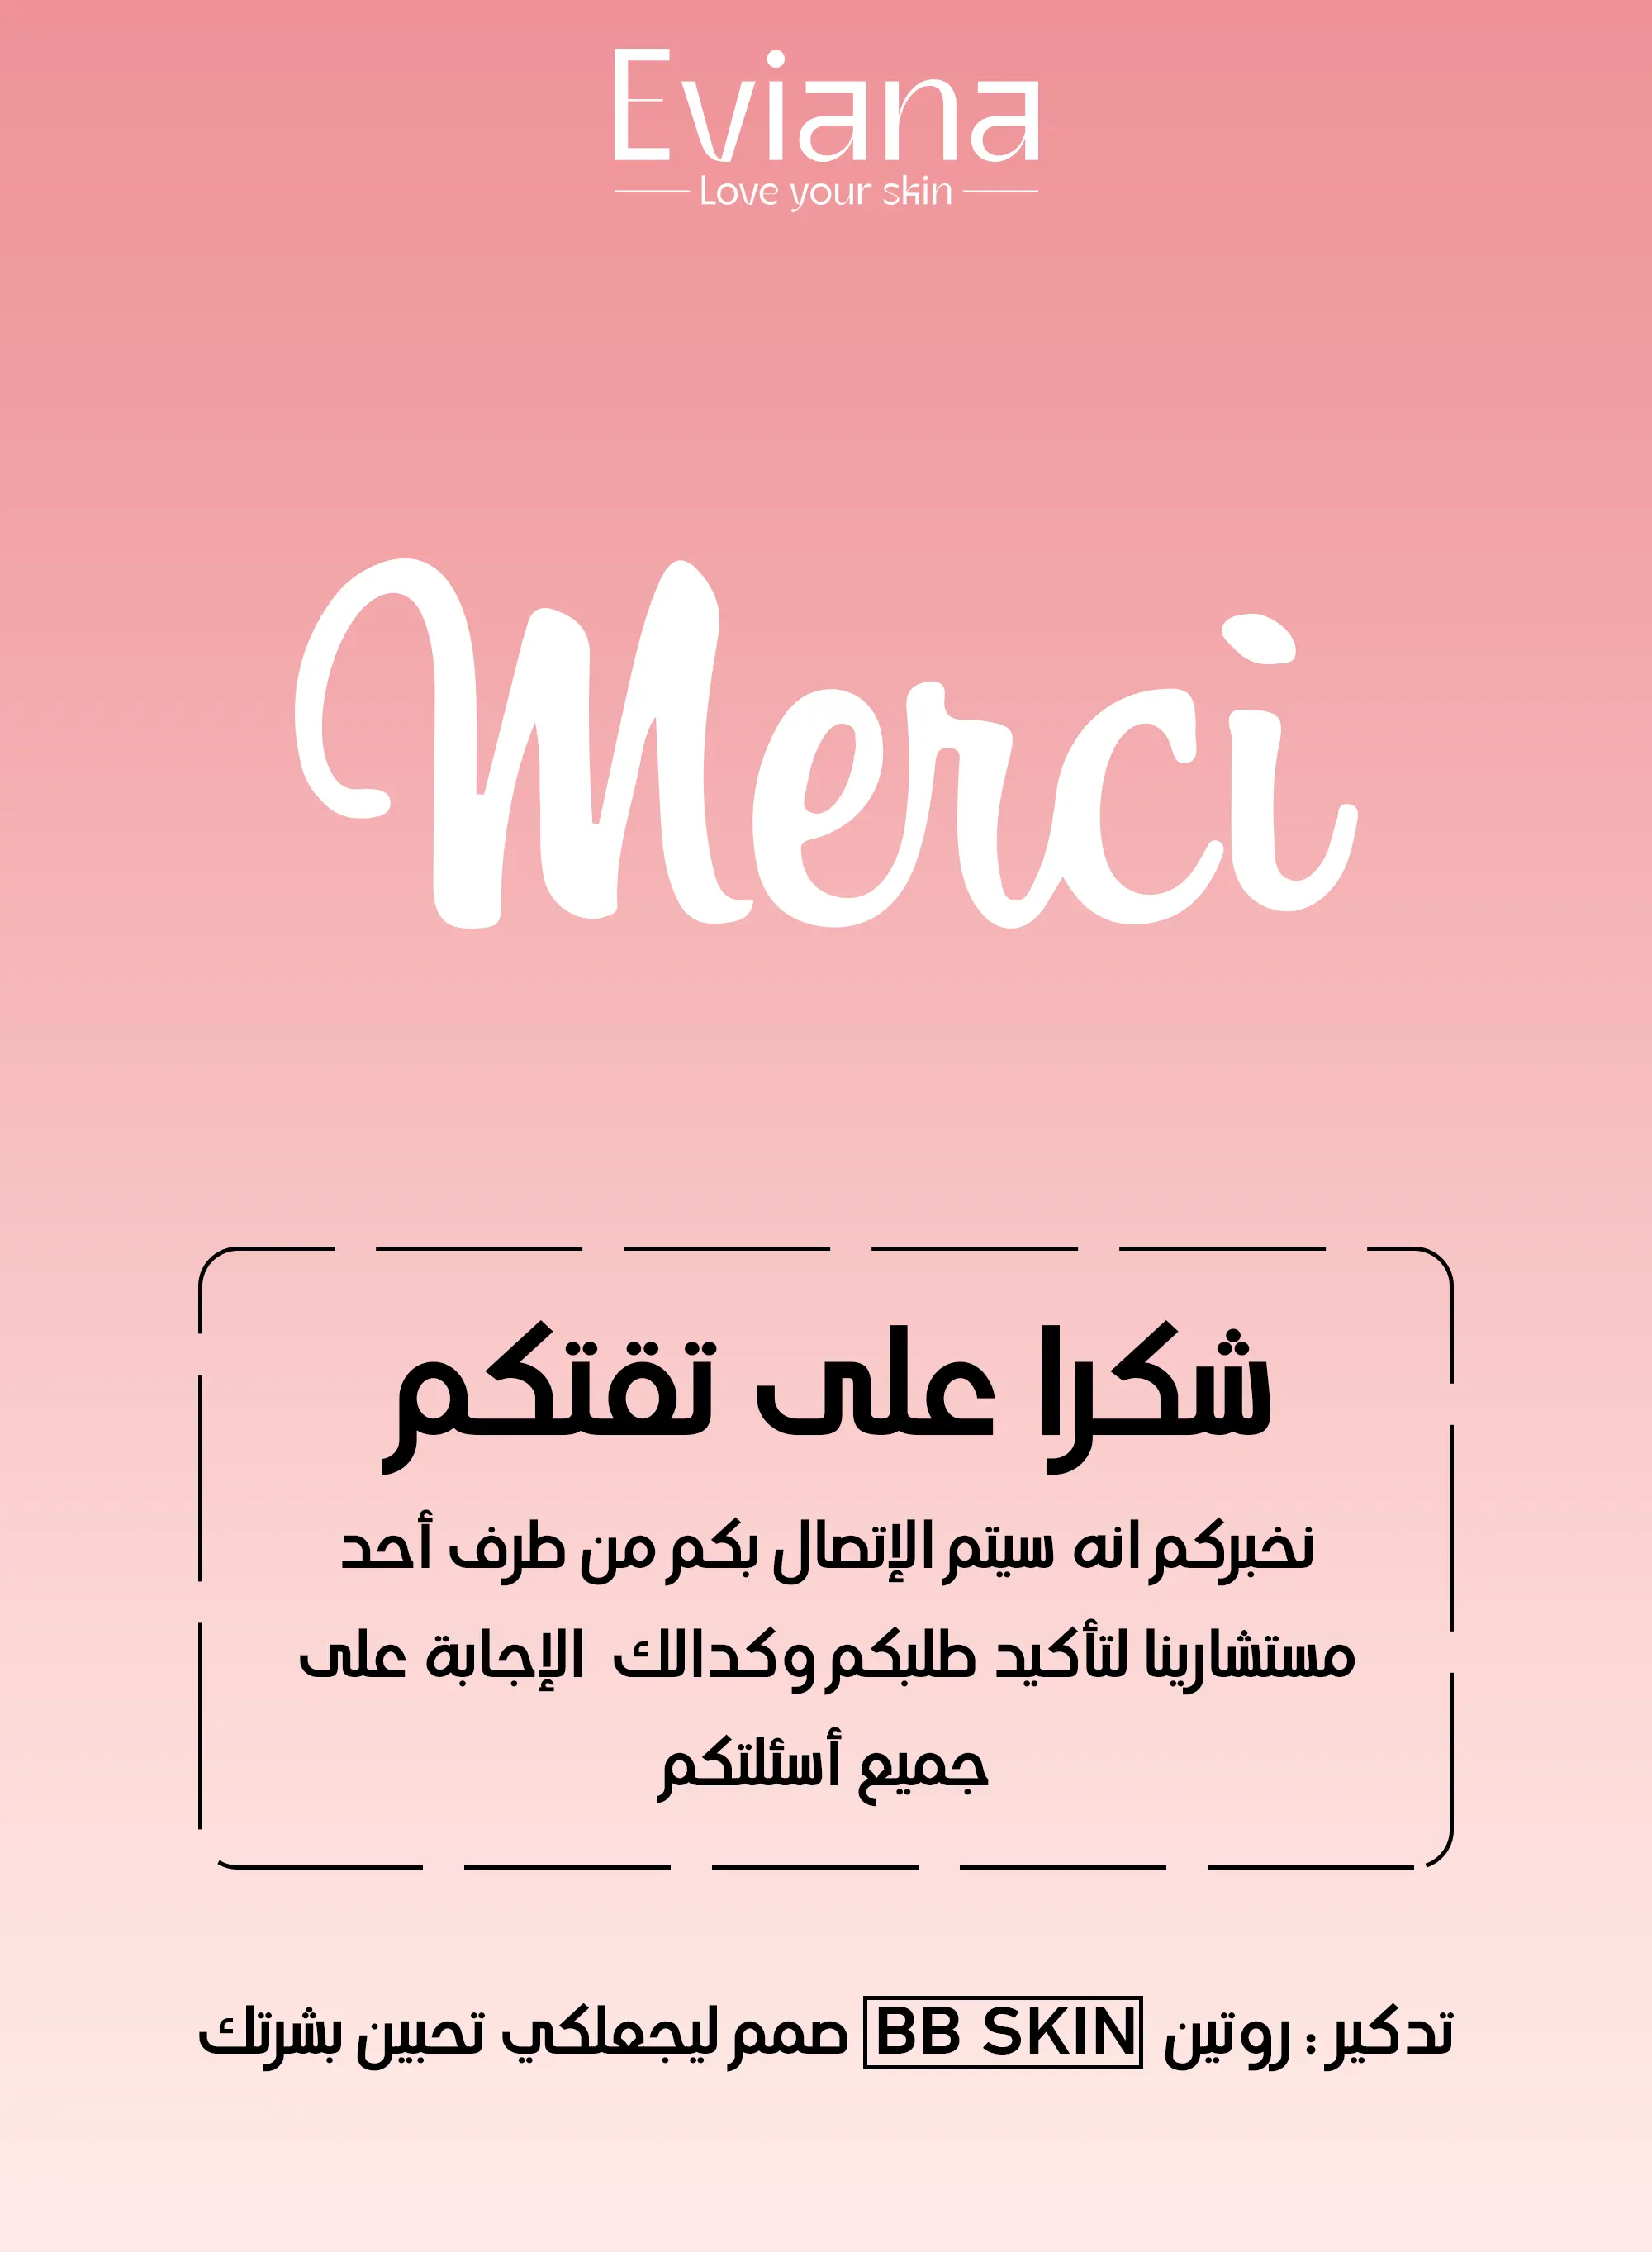 Eviana
Love your skin
Merci
شكرا على تقتكم
نخبركم انه سيتم الإتصال بكم من طرف أحد
مستشارينا لتأكيد طلبكم وكدالك الإجابة على
جميع أسئلتكم
تدكير : روتين BB SKIN صمم ليجعلكي تحبين بشرتك